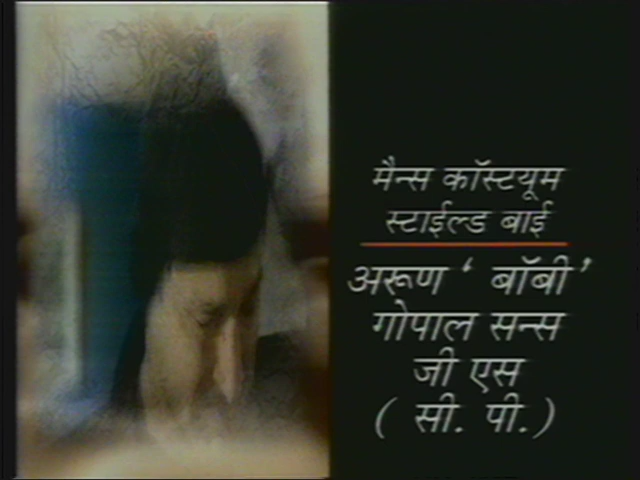 मैन्स कॉस्टयूम
स्टाईल्ड बाई
अरूण ‘ बॉबी ’
गोपाल सन्स
जी एस
( सी. पी. )